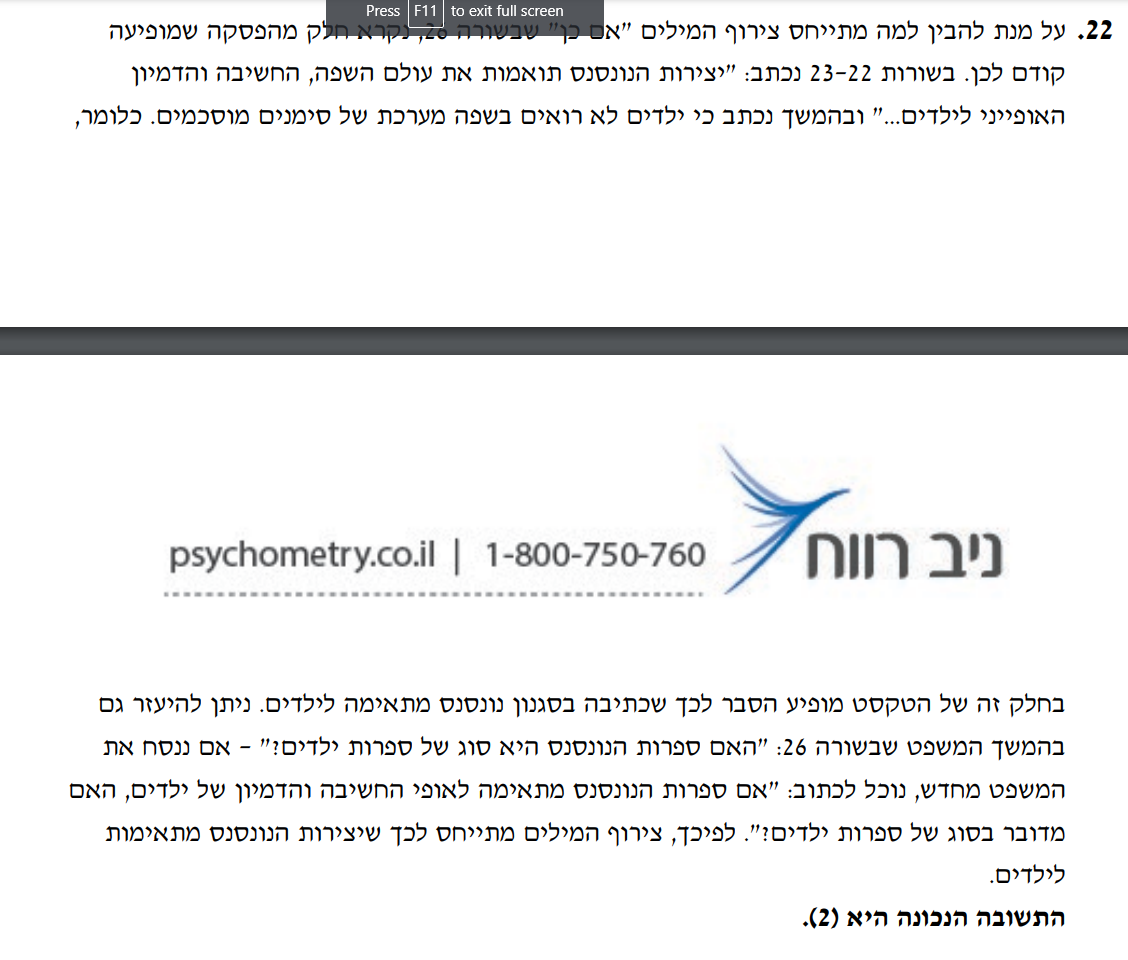 Press F11 to exit full screen
22. על מנת להבין למה מתייחס צירוף המילים "אם כן" שבשורה 26, נקרא חלק מהפסקה שמופיעה
קודם לכן. בשורות 23-22 נכתב: "יצירות הנונסנס תואמות את עולם השפה, החשיבה והדמיון
האופייני לילדים..." ובהמשך נכתב כי ילדים לא רואים בשפה מערכת של סימנים מוסכמים. כלומר,
ניב רווח
psychometry.co.il | 1-800-750-760
בחלק זה של הטקסט מופיע הסבר לכך שכתיבה בסגנון נונסנס מתאימה לילדים. ניתן להיעזר גם
בהמשך המשפט שבשורה 26: "האם ספרות הנונסנס היא סוג של ספרות ילדים?" – אם ננסח את
המשפט מחדש, נוכל לכתוב: "אם ספרות הנונסנס מתאימה לאופי החשיבה והדמיון של ילדים, האם
מדובר בסוג של ספרות ילדים?". לפיכך, צירוף המילים מתייחס לכך שיצירות הנונסנס מתאימות
לילדים.
התשובה הנכונה היא (2).